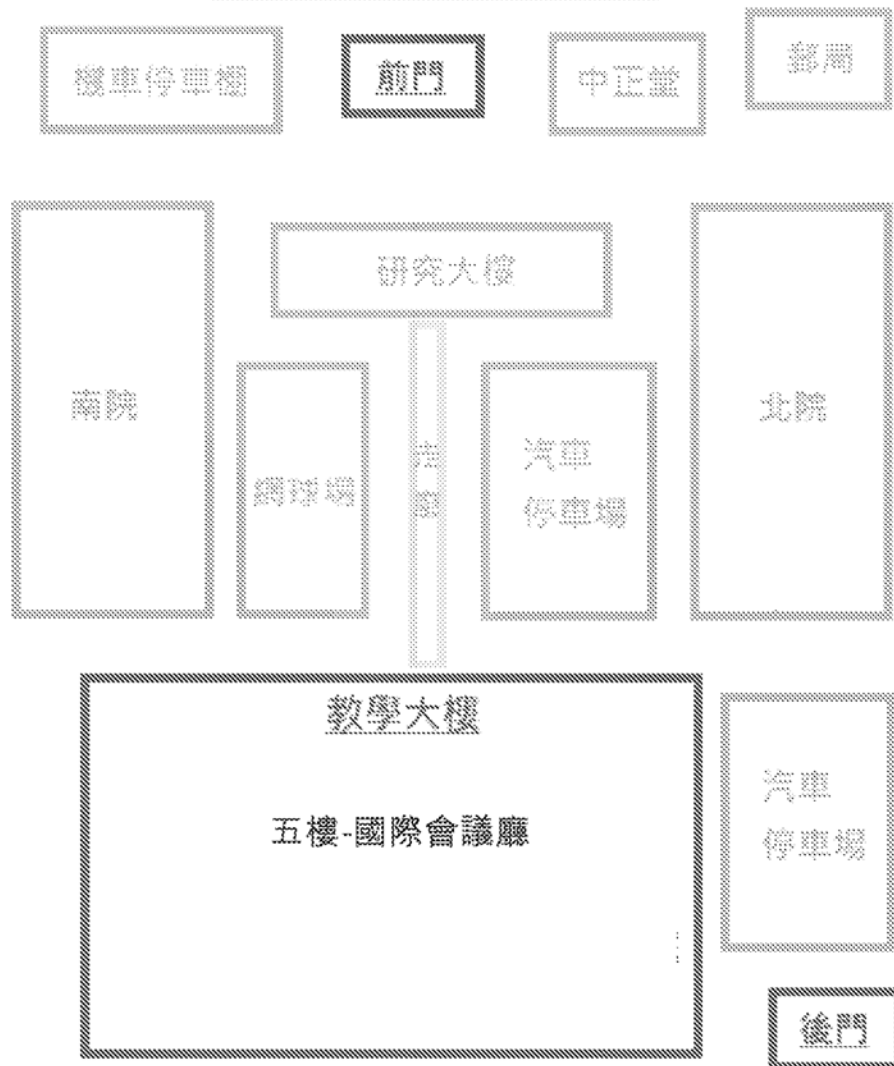 機車停車棚
前門
中正堂
郵局
研究大樓
南院
網球場
走
廊
汽車
停車場
北院
教學大樓
五樓-國際會議廳
汽車
停車場
後門